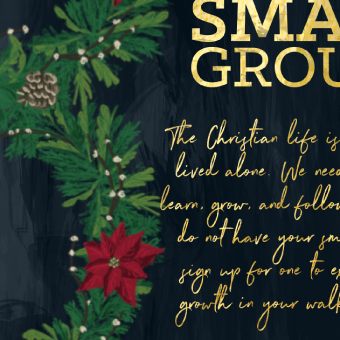 SMA
GROU
The Christian life is
lived alone. We need
learn, grow, and follow
do not have your sm
sign up for one to e
growth in your walk